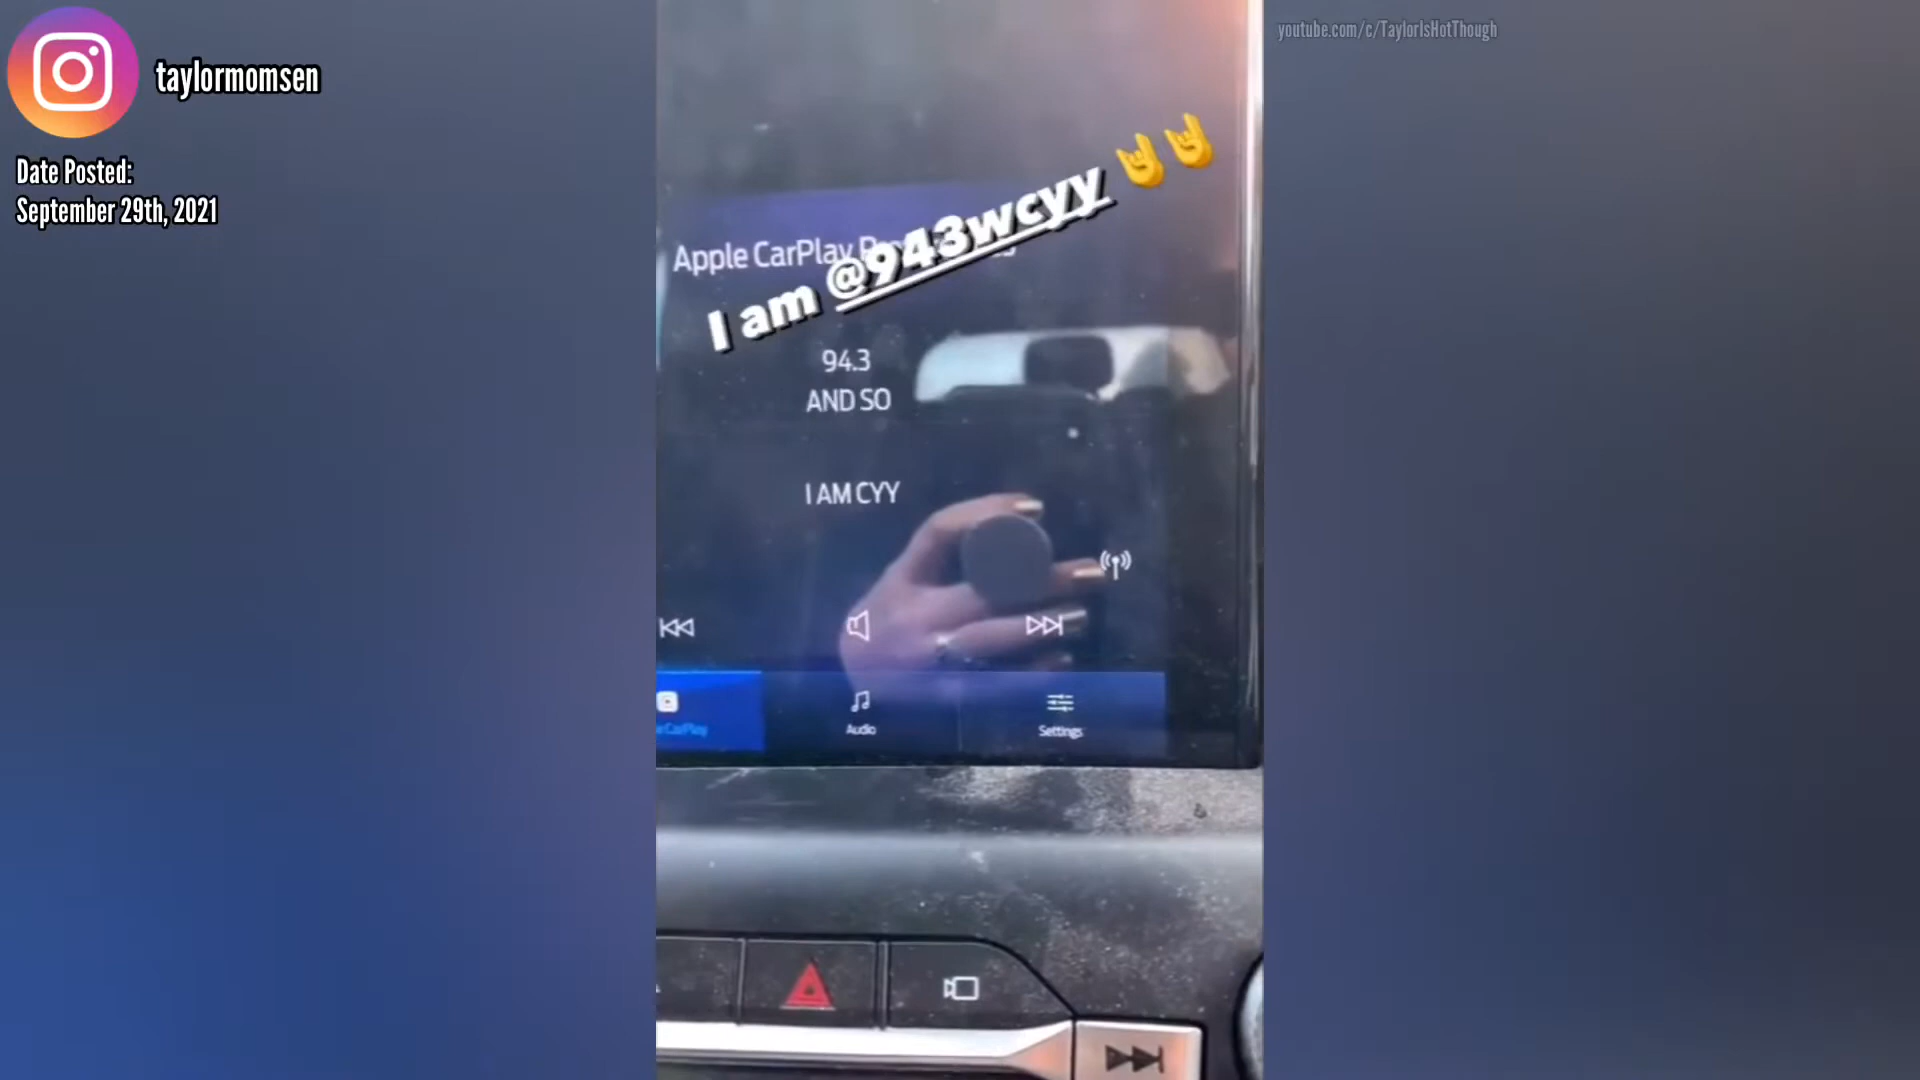 taylormomsen
Date Posted:
September 29th, 2021
youtube.com/c/TaylorIsHotThough
Apple CarPlay
I am @943wcyy
94.3
AND SO
I AM CYY
CarPlay
Audio
Settings